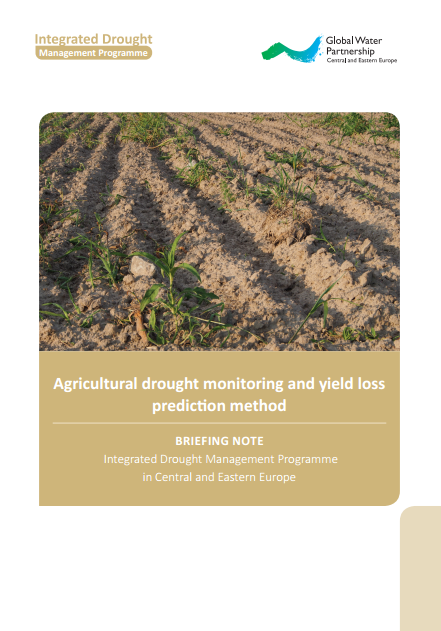 Integrated Drought
Management Programme
Global Water
Partnership
Central and Eastern Europe
Agricultural drought monitoring and yield loss
prediction method
BRIEFING NOTE
Integrated Drought Management Programme
in Central and Eastern Europe